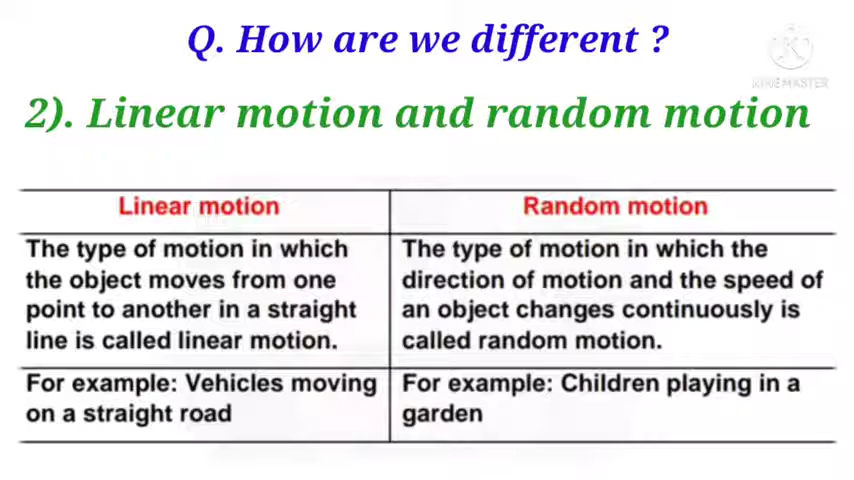 Q. How are we different ?
KINEMASTER
2). Linear motion and random motion
Linear motion
Random motion
The type of motion in which
the object moves from one
point to another in a straight
line is called linear motion.
The type of motion in which the
direction of motion and the speed of
an object changes continuously is
called random motion.
For example: Vehicles moving
on a straight road
For example: Children playing in a
garden